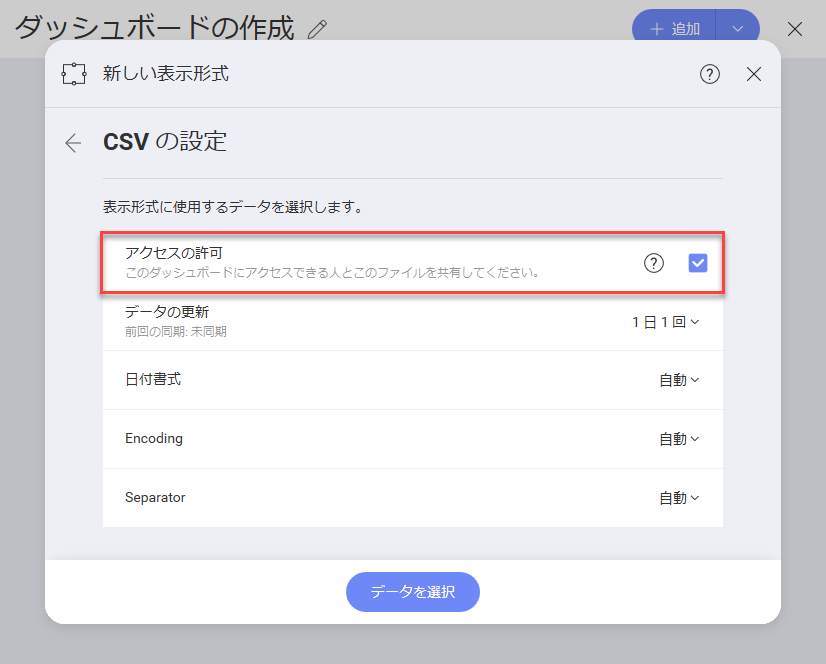 ダッシュボードの作成
追加
新しい表示形式
?
CSV の設定
表示形式に使用するデータを選択します。
アクセスの許可
このダッシュボードにアクセスできる人とこのファイルを共有してください。
?
データの更新
前回の同期: 未同期
1 日 1 回
日付書式
自動
Encoding
自動
Separator
自動
データを選択